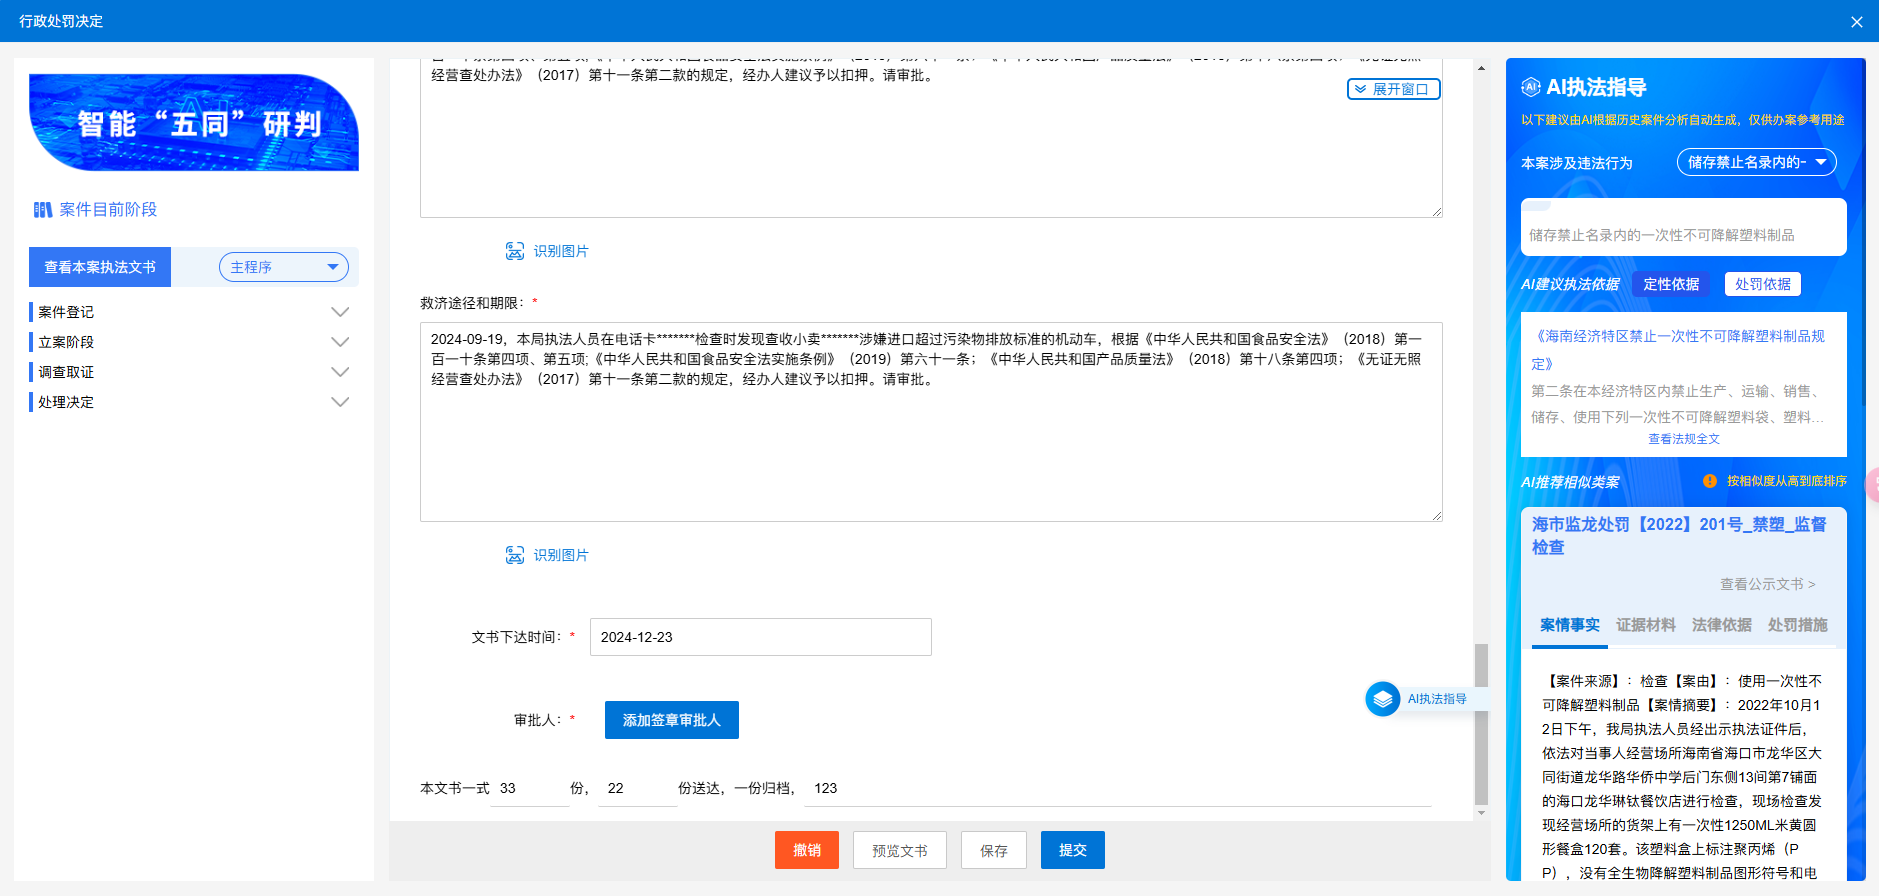 行政处罚决定
智能“五同”研判
案件目前阶段
查看本案执法文书
主程序
案件登记
立案阶段
调查取证
处理决定
经营查处办法》（2017）第十一条第二款的规定，经办人建议予以扣押。请审批。
展开窗口
识别图片
救济途径和期限： *
2024-09-19，本局执法人员在电话卡*******检查时发现查收小卖*******涉嫌进口超过污染物排放标准的机动车，根据《中华人民共和国食品安全法》（2018）第一
百一十条第四项、第五项;《中华人民共和国食品安全法实施条例》（2019）第六十一条；《中华人民共和国产品质量法》（2018）第十八条第四项；《无证无照
经营查处办法》（2017）第十一条第二款的规定，经办人建议予以扣押。请审批。
识别图片
文书下达时间： * 2024-12-23
审批人： * 添加签章审批人
AI执法指导
本文书一式 33 份， 22 份送达，一份归档， 123
撤销 预览文书 保存 提交
AI执法指导
以下建议由AI根据历史案件分析自动生成，仅供办案参考用途
本案涉及违法行为
储存禁止名录内的-
储存禁止名录内的一次性不可降解塑料制品
AI建议执法依据 定性依据 处罚依据
《海南经济特区禁止一次性不可降解塑料制品规
定》
第二条在本经济特区内禁止生产、运输、销售、
储存、使用下列一次性不可降解塑料袋、塑料...
查看法规全文
AI推荐相似类案 按相似度从高到底排序
海市监龙处罚【2022】201号_禁塑_监督
检查
查看公示文书 >
案情事实 证据材料 法律依据 处罚措施
【案件来源】：检查【案由】：使用一次性不
可降解塑料制品【案情摘要】：2022年10月1
2日下午，我局执法人员经出示执法证件后，
依法对当事人经营场所海南省海口市龙华区大
同街道龙华路华侨中学后门东侧13间第7铺面
的海口龙华琳钛餐饮店进行检查，现场检查发
现经营场所的货架上有一次性1250ML米黄圆
形餐盒120套。该塑料盒上标注聚丙烯（P
P），没有全生物降解塑料制品图形符号和电